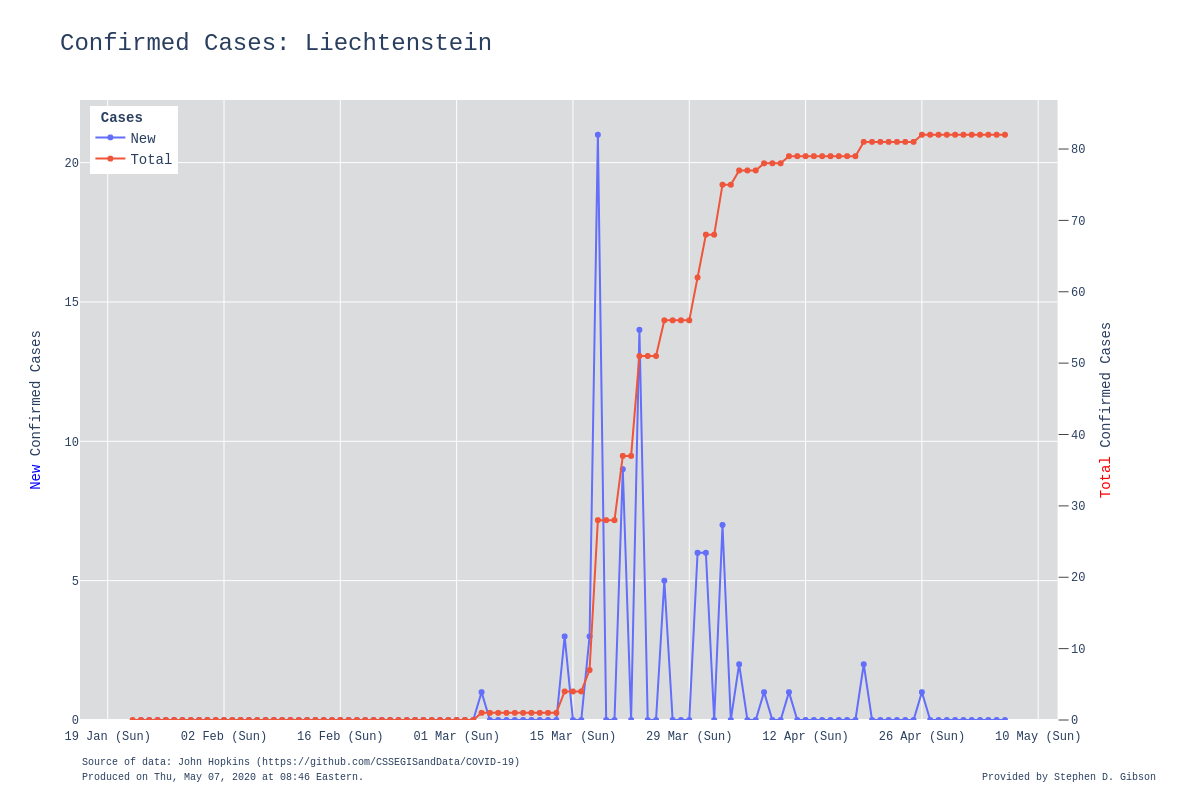 Confirmed Cases: Liechtenstein
Cases
New
Total
20
15
10
5
0
New Confirmed Cases
80
70
60
50
40
30
20
10
0
Total Confirmed Cases
19 Jan (Sun) 02 Feb (Sun) 16 Feb (Sun) 01 Mar (Sun) 15 Mar (Sun) 29 Mar (Sun) 12 Apr (Sun) 26 Apr (Sun) 10 May (Sun)
Source of data: John Hopkins (https://github.com/CSSEGISandData/COVID-19)
Produced on Thu, May 07, 2020 at 08:46 Eastern.
Provided by Stephen D. Gibson